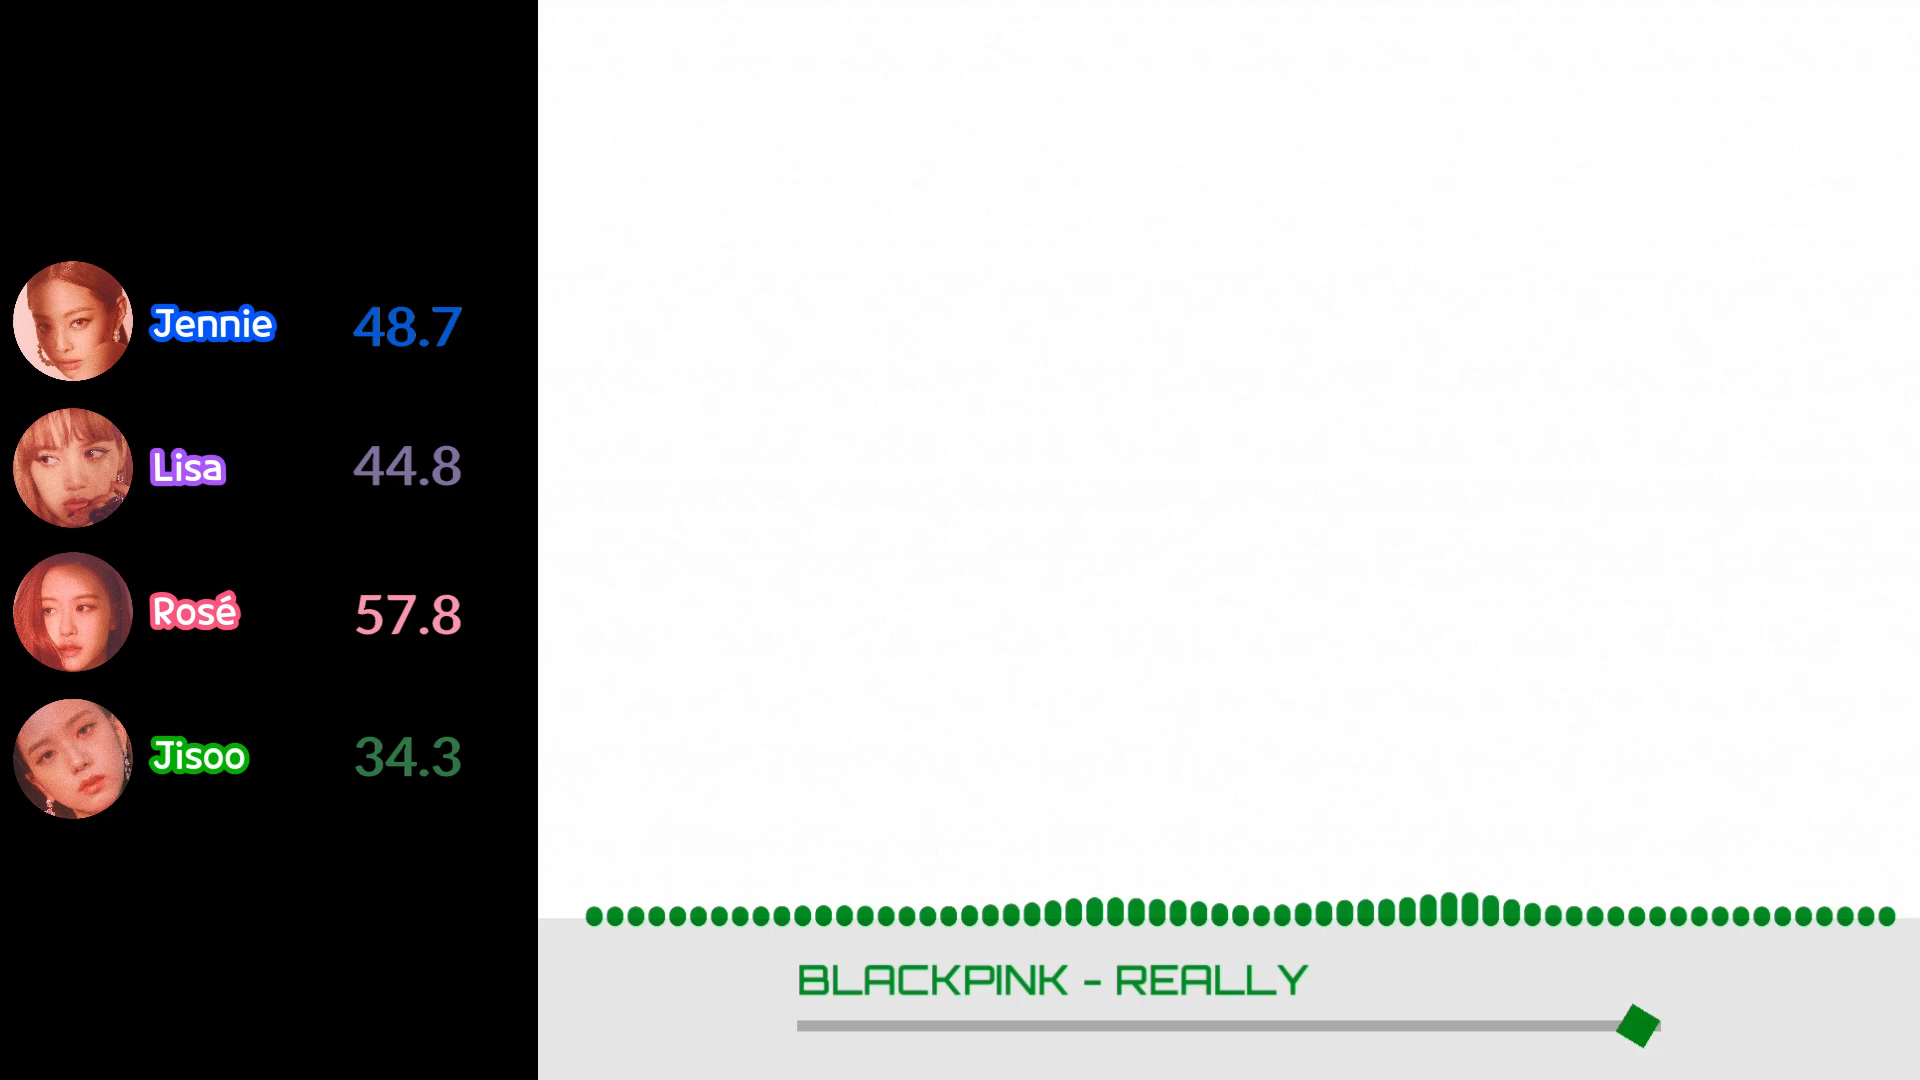 Jennie 48.7
Lisa 44.8
Rosé 57.8
Jisoo 34.3
BLACKPINK - REALLY